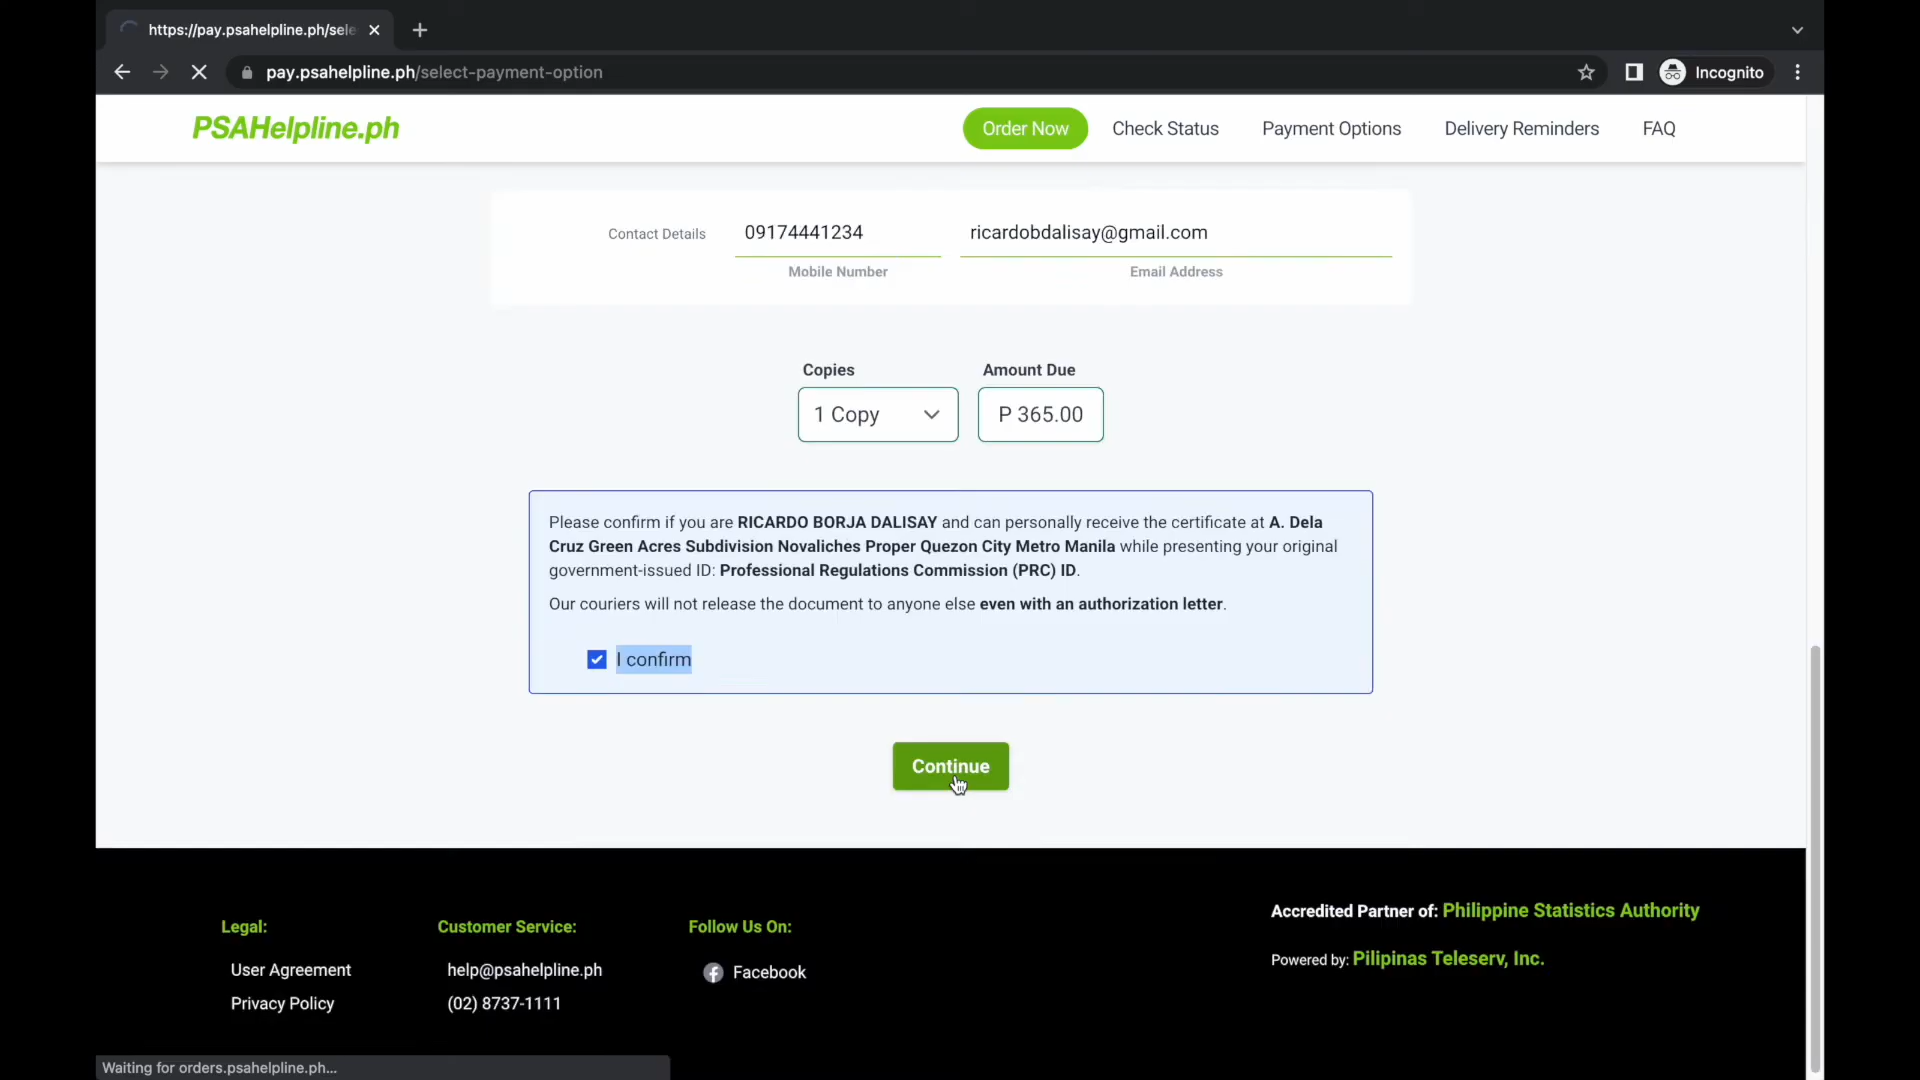 https://pay.psahelpline.ph/sele
pay.psahelpline.ph/select-payment-option
Incognito
PSAHelpline.ph
Order Now
Check Status
Payment Options
Delivery Reminders
FAQ
Contact Details
09174441234
ricardobdalisay@gmail.com
Mobile Number
Email Address
Copies
Amount Due
1 Copy
P 365.00
Please confirm if you are RICARDO BORJA DALISAY and can personally receive the certificate at A. Dela
Cruz Green Acres Subdivision Novaliches Proper Quezon City Metro Manila while presenting your original
government-issued ID: Professional Regulations Commission (PRC) ID.
Our couriers will not release the document to anyone else even with an authorization letter.
I confirm
Continue
Legal:
User Agreement
Privacy Policy
Customer Service:
help@psahelpline.ph
(02) 8737-1111
Follow Us On:
Facebook
Accredited Partner of: Philippine Statistics Authority
Powered by: Pilipinas Teleserv, Inc.
Waiting for orders.psahelpline.ph...